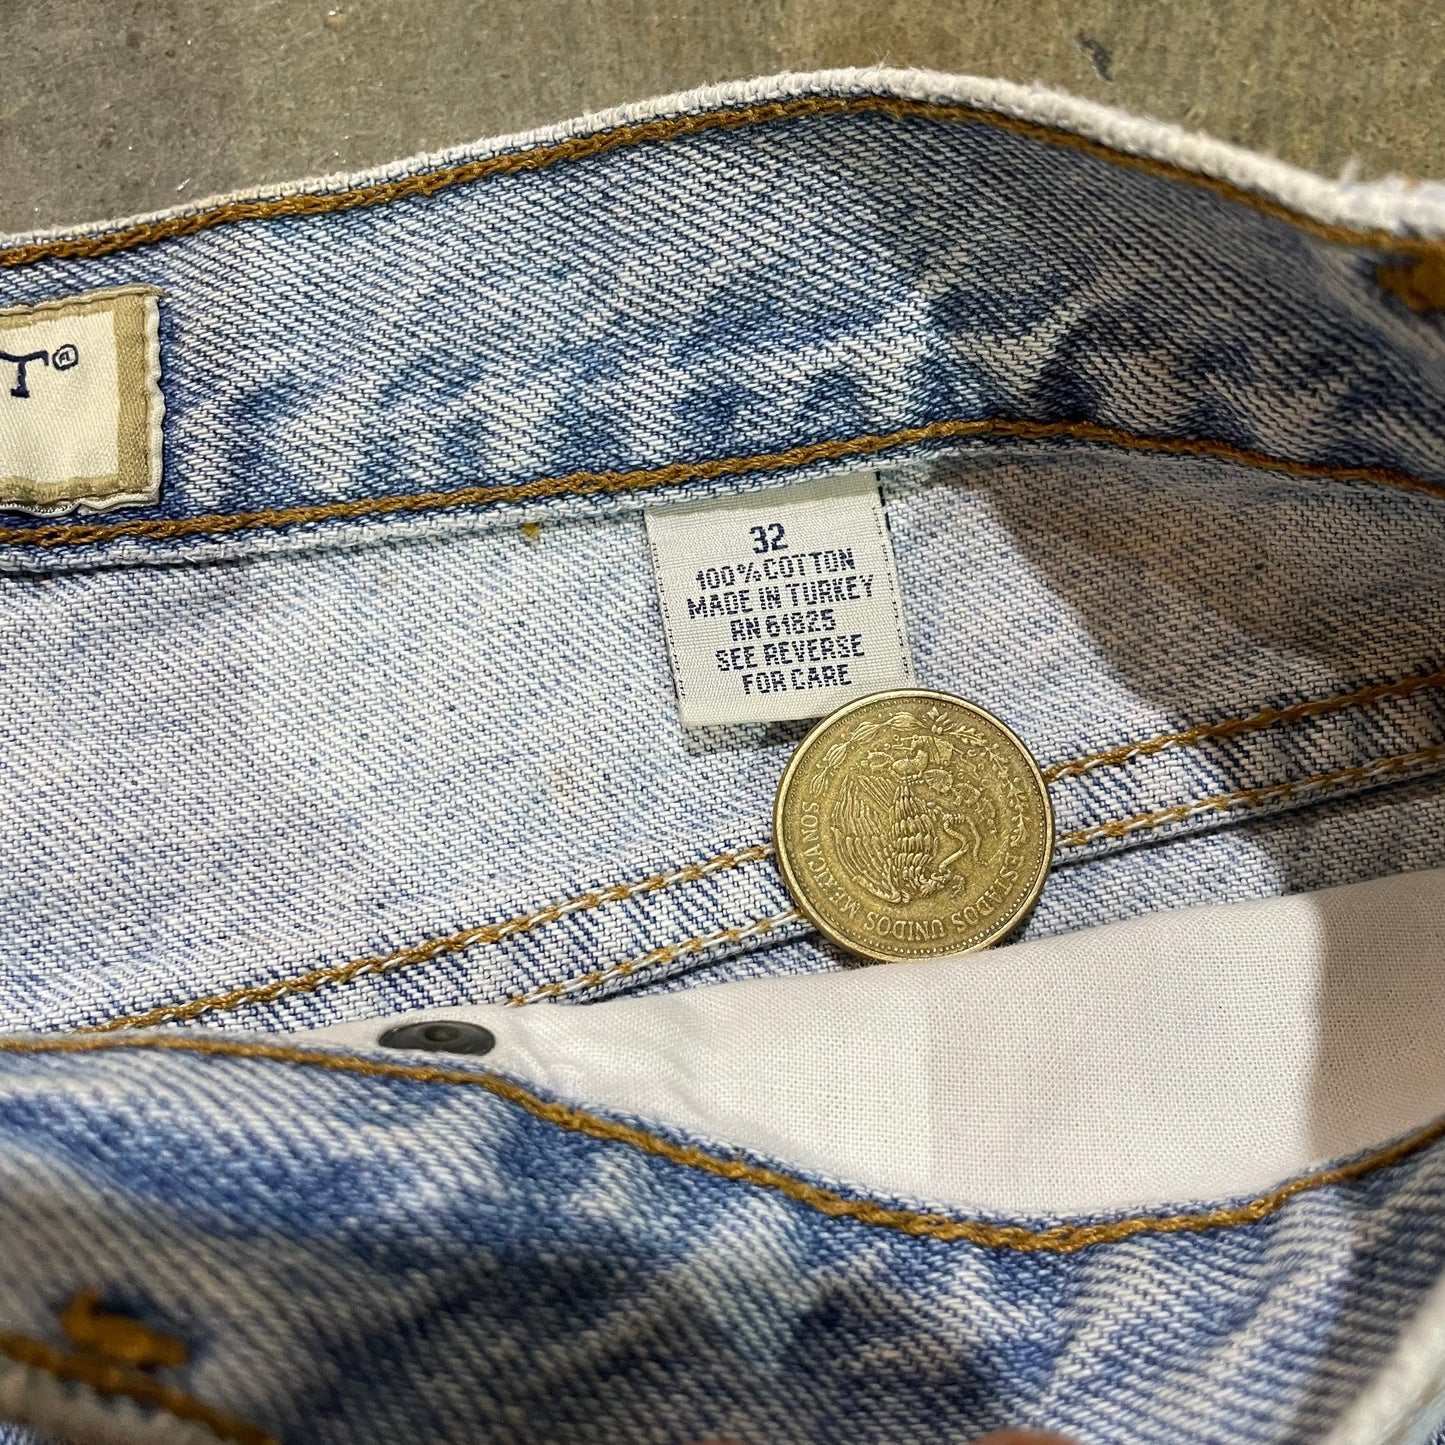 T®
32
100% COTTON
MADE IN TURKEY
RN 61825
SEE REVERSE
FOR CARE
ESTADOS UNIDOS MEXICANOS